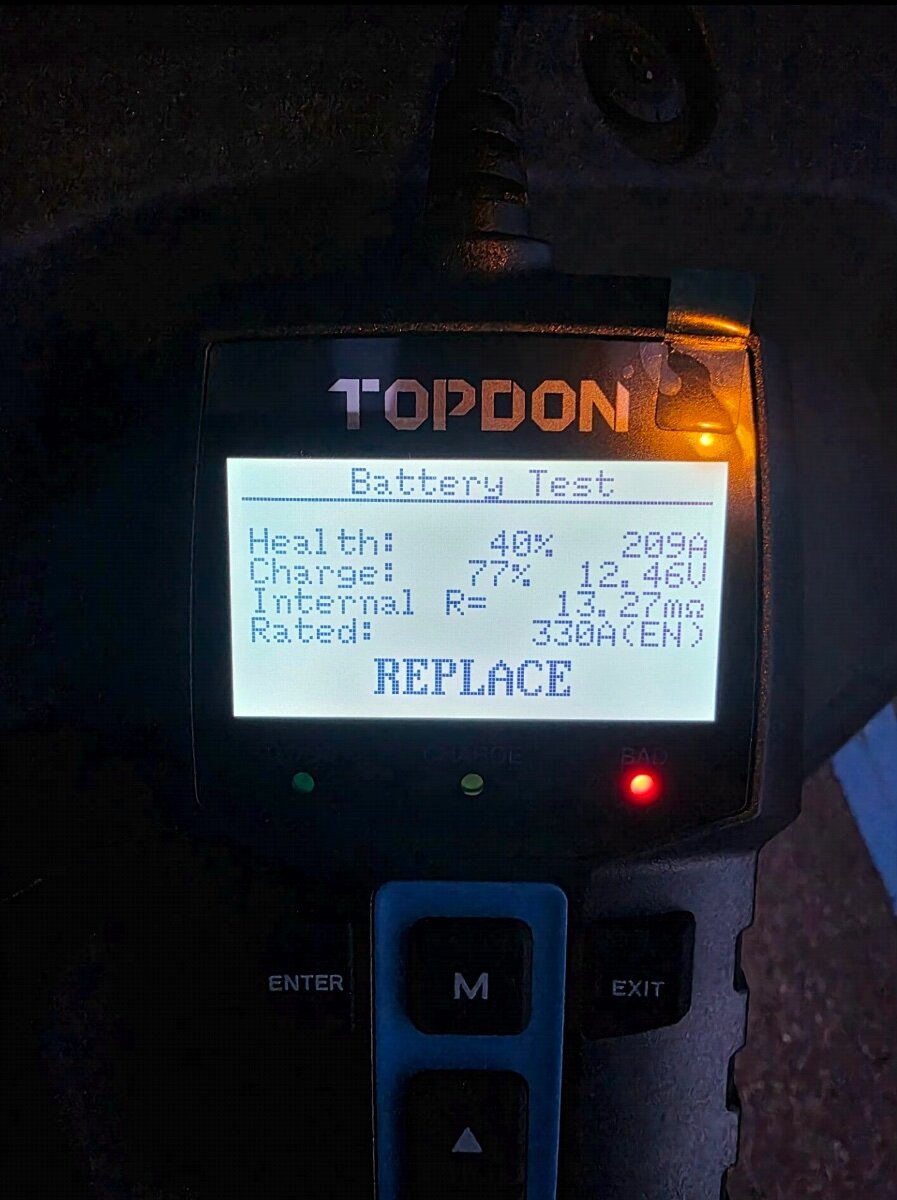 TOPDON
Battery Test
Health: 40% 209A
Charge: 77% 12.46V
Internal R= 13.27mΩ
Rated: 330A(EN)
REPLACE
CHARGE BAD
ENTER M EXIT
▲